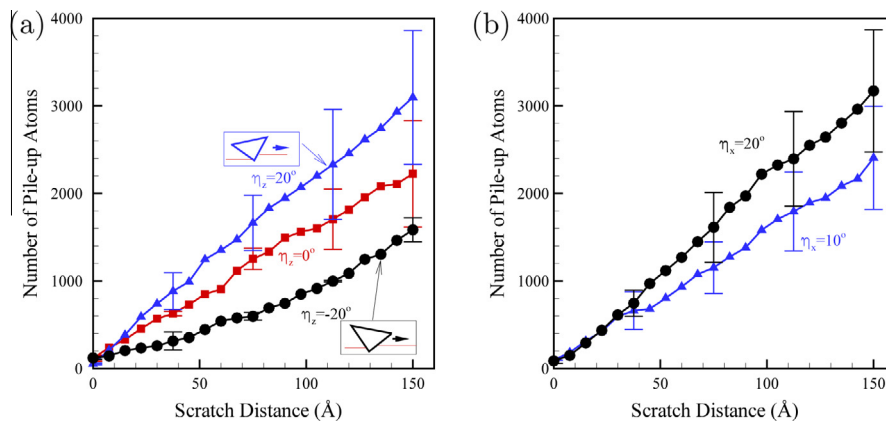 (a)
Number of Pile-up Atoms
4000
3000
2000
1000
0
η_z=20°
η_z=0°
η_z=-20°
0 50 100 150
Scratch Distance (Å)
(b)
Number of Pile-up Atoms
4000
3000
2000
1000
0
η_x=20°
η_x=10°
0 50 100 150
Scratch Distance (Å)